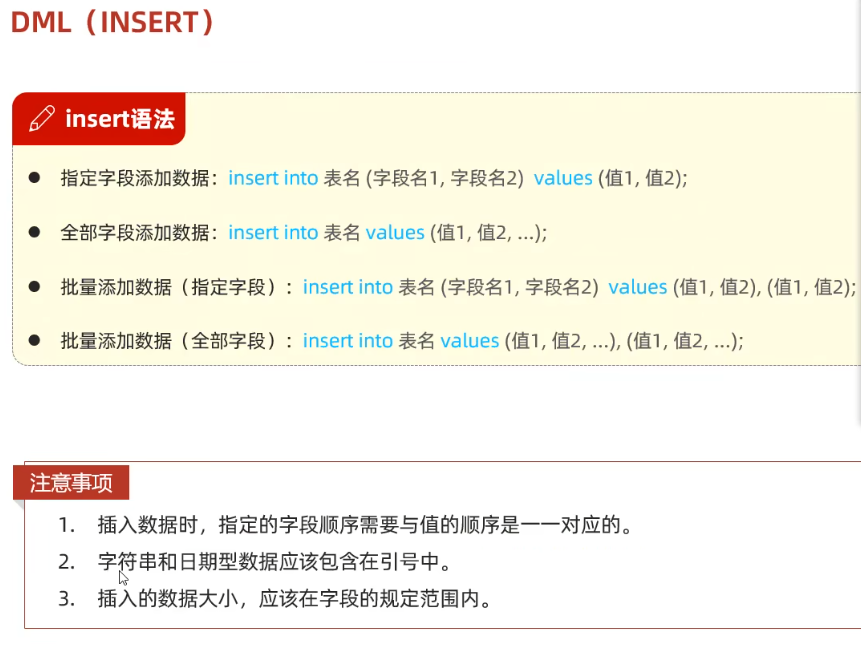 DML（INSERT）
insert语法
● 指定字段添加数据：insert into 表名 (字段名1, 字段名2) values (值1, 值2);
● 全部字段添加数据：insert into 表名 values (值1, 值2, ...);
● 批量添加数据（指定字段）：insert into 表名 (字段名1, 字段名2) values (值1, 值2), (值1, 值2);
● 批量添加数据（全部字段）：insert into 表名 values (值1, 值2, ...), (值1, 值2, ...);
注意事项
1. 插入数据时，指定的字段顺序需要与值的顺序是一一对应的。
2. 字符串和日期型数据应该包含在引号中。
3. 插入的数据大小，应该在字段的规定范围内。